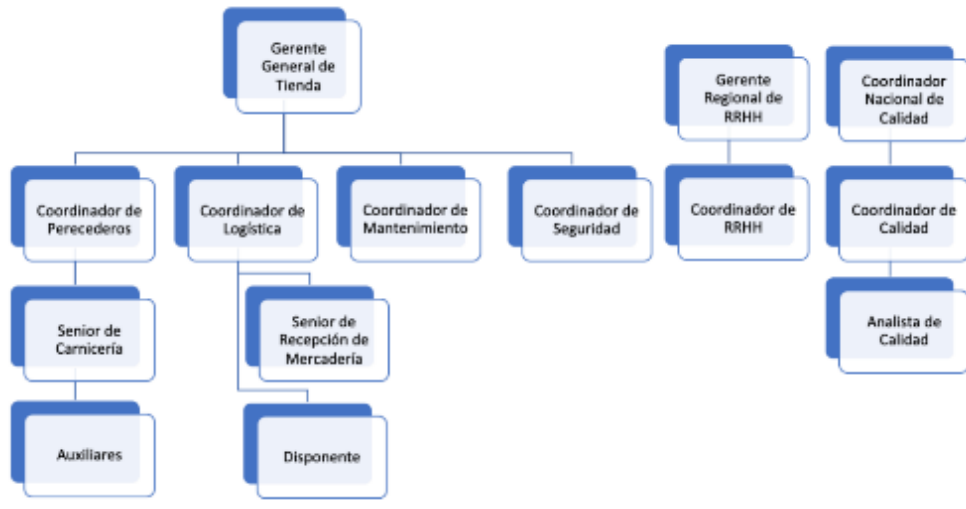 Gerente
General de
Tienda
Gerente
Regional de
RRHH
Coordinador
Nacional de
Calidad
Coordinador de
Perecederos
Coordinador de
Logística
Coordinador de
Mantenimiento
Coordinador de
Seguridad
Coordinador de
RRHH
Coordinador de
Calidad
Senior de
Carnicería
Senior de
Recepción de
Mercadería
Analista de
Calidad
Auxiliares
Disponente